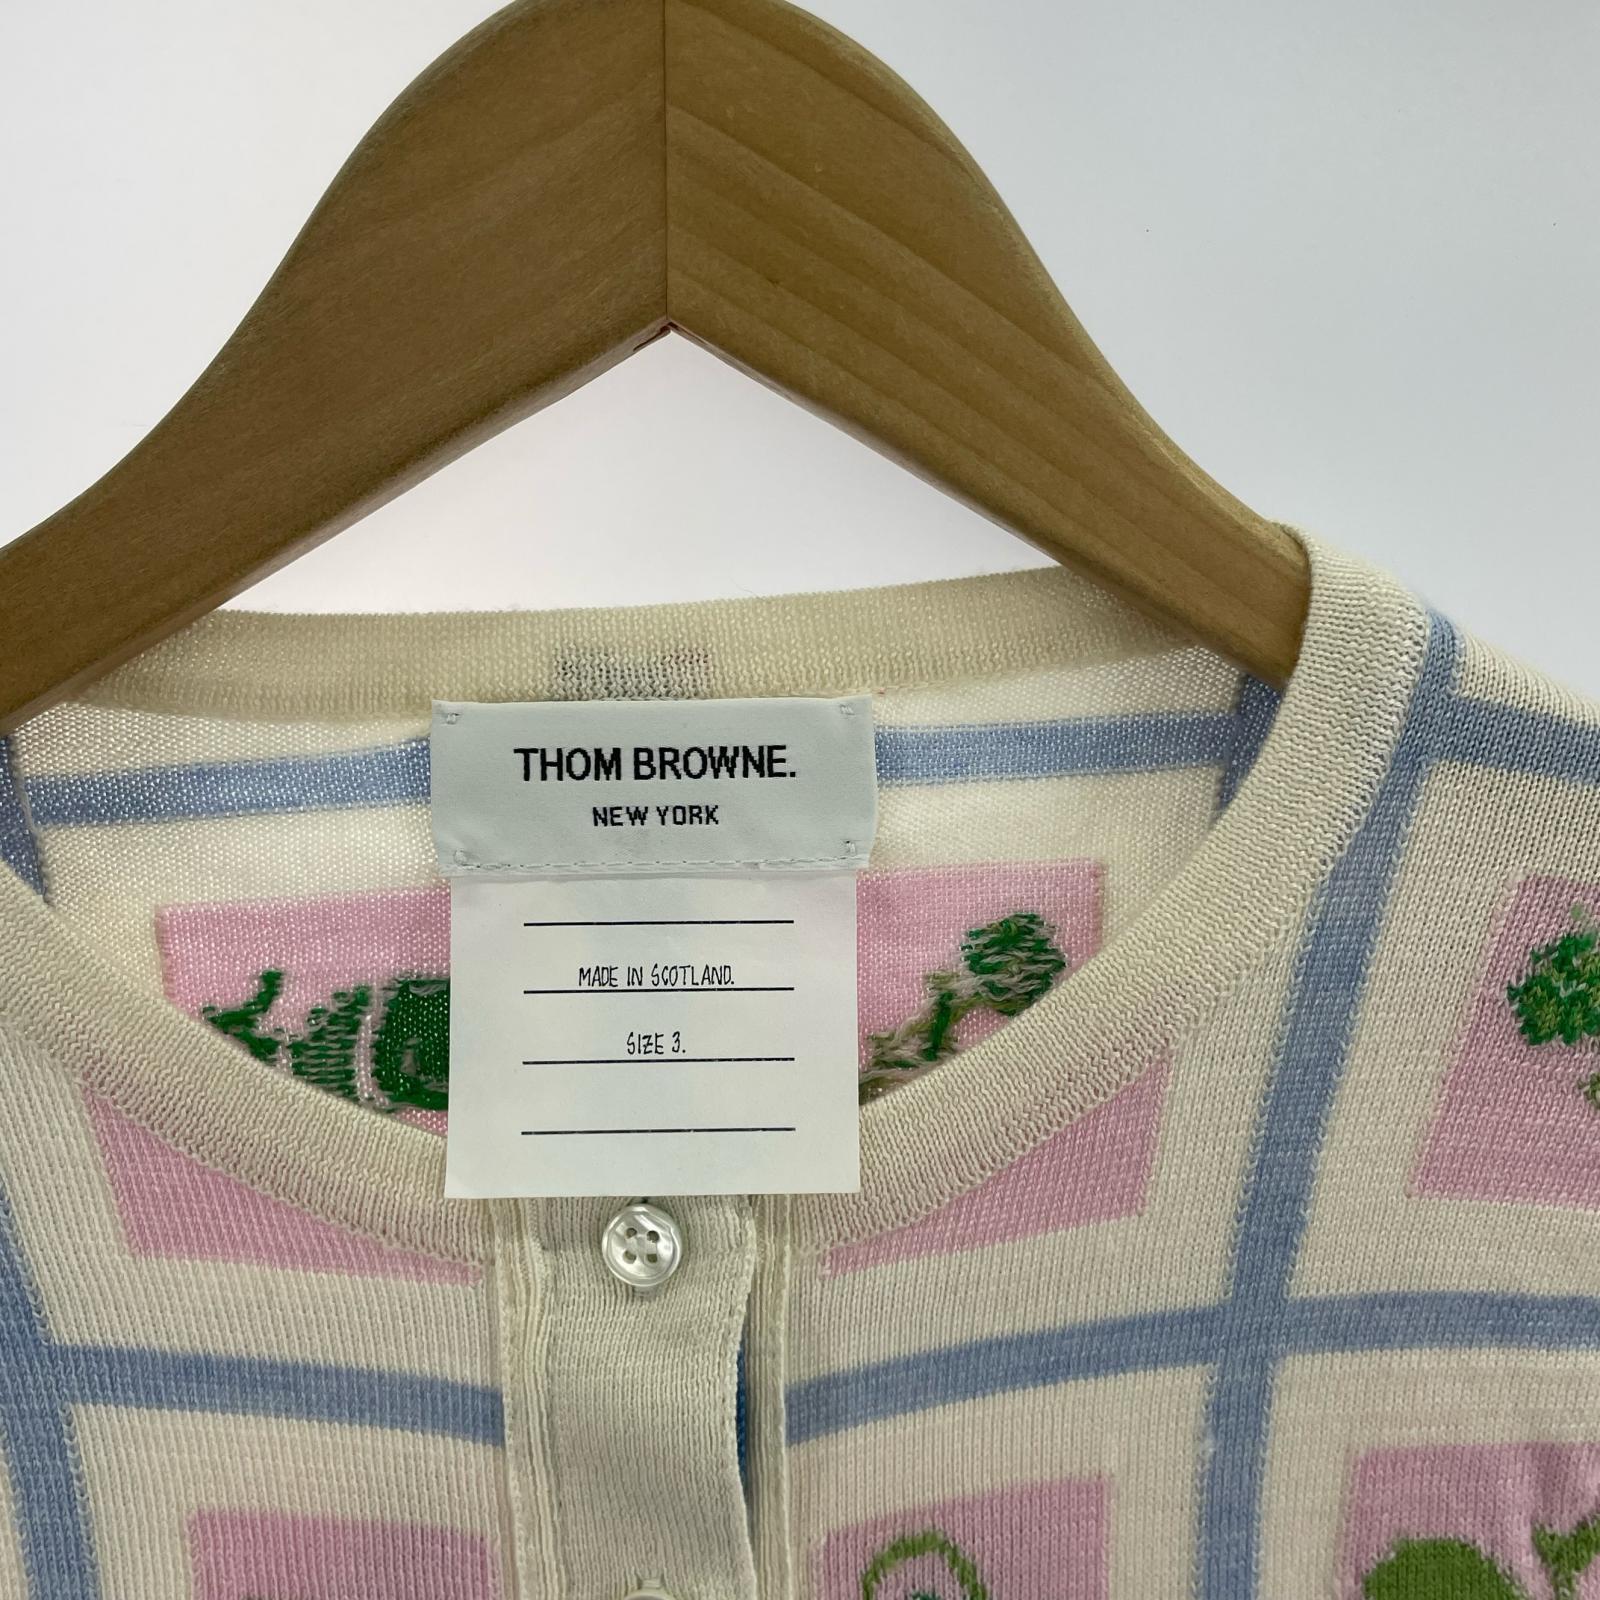 THOM BROWNE.
NEW YORK
MADE IN SCOTLAND.
SIZE 3.